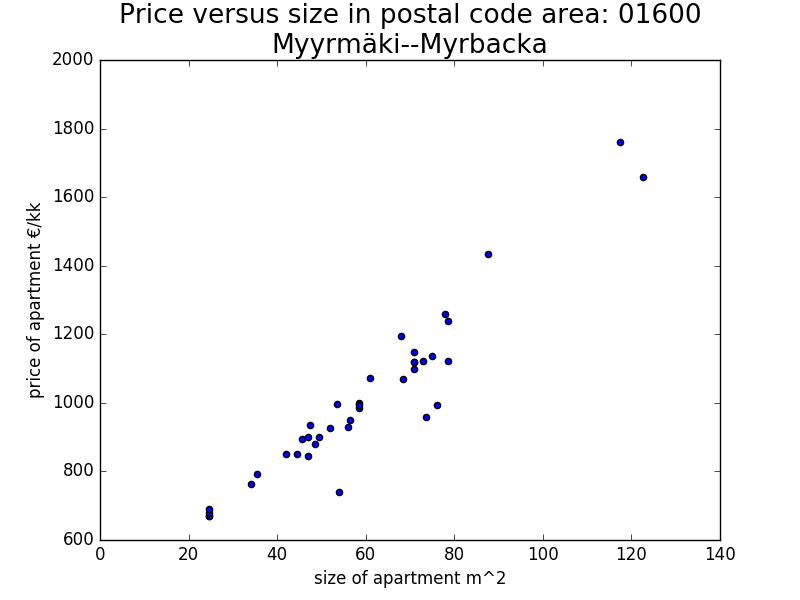 Price versus size in postal code area: 01600
Myyrmäki--Myrbacka
2000
1800
1600
1400
1200
1000
800
600
price of apartment €/kk
0 20 40 60 80 100 120 140
size of apartment m^2